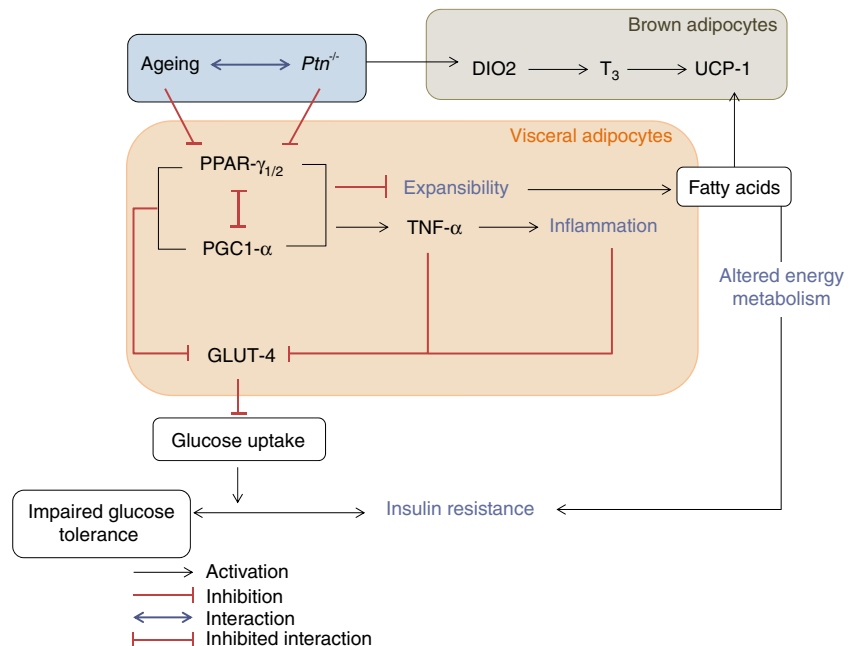 Brown adipocytes
Ageing
Ptn-/-
DIO2
T3
UCP-1
Visceral adipocytes
PPAR-γ1/2
Expansibility
Fatty acids
PGC1-α
TNF-α
Inflammation
Altered energy
metabolism
GLUT-4
Glucose uptake
Impaired glucose
tolerance
Insulin resistance
Activation
Inhibition
Interaction
Inhibited interaction